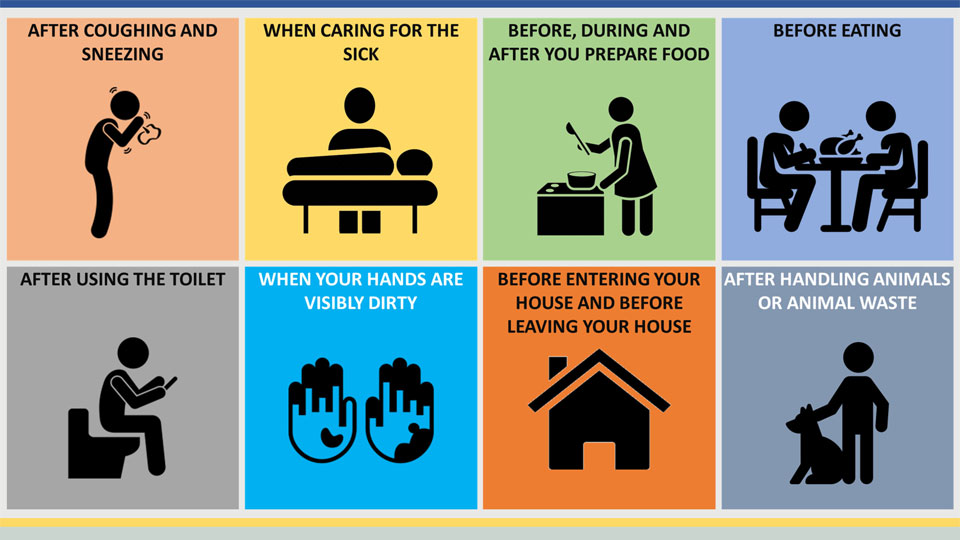 AFTER COUGHING AND
SNEEZING
WHEN CARING FOR THE
SICK
BEFORE, DURING AND
AFTER YOU PREPARE FOOD
BEFORE EATING
AFTER USING THE TOILET
WHEN YOUR HANDS ARE
VISIBLY DIRTY
BEFORE ENTERING YOUR
HOUSE AND BEFORE
LEAVING YOUR HOUSE
AFTER HANDLING ANIMALS
OR ANIMAL WASTE